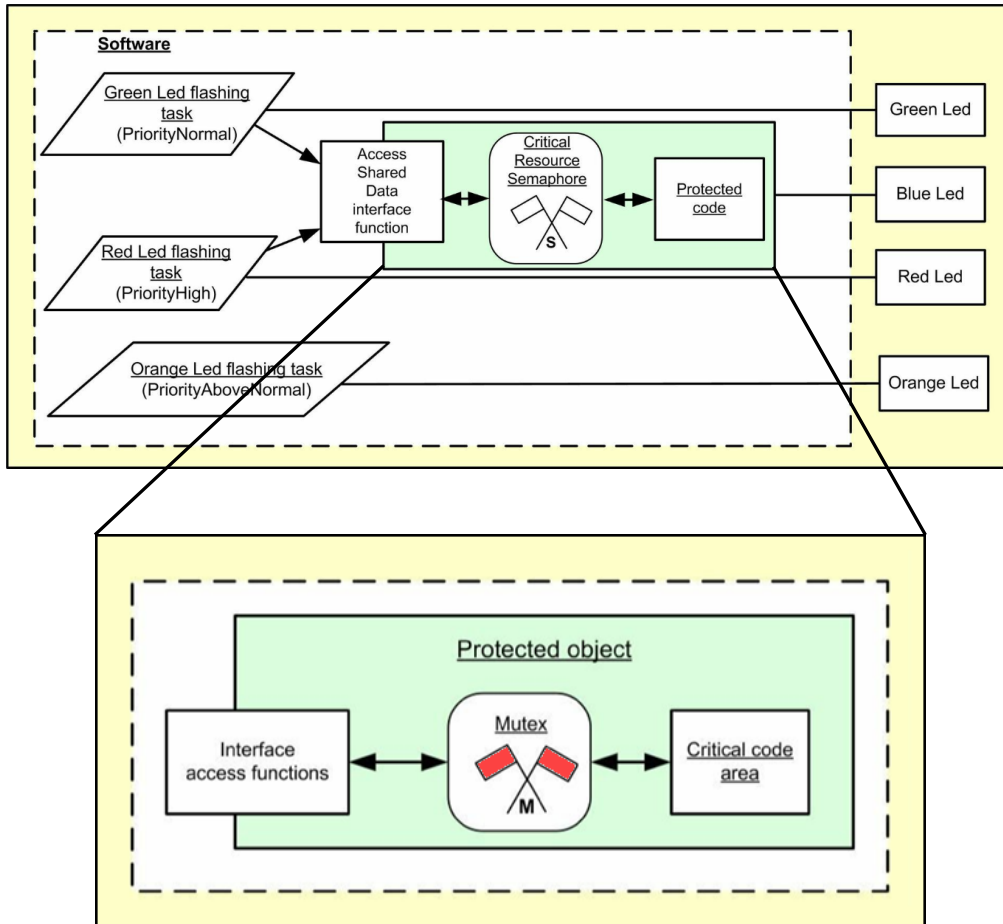 Software
Green Led flashing
task
(PriorityNormal)
Green Led
Access
Shared
Data
interface
function
Critical
Resource
Semaphore
S
Protected
code
Blue Led
Red Led flashing
task
(PriorityHigh)
Red Led
Orange Led flashing task
(PriorityAboveNormal)
Orange Led
Protected object
Interface
access functions
Mutex
M
Critical code
area